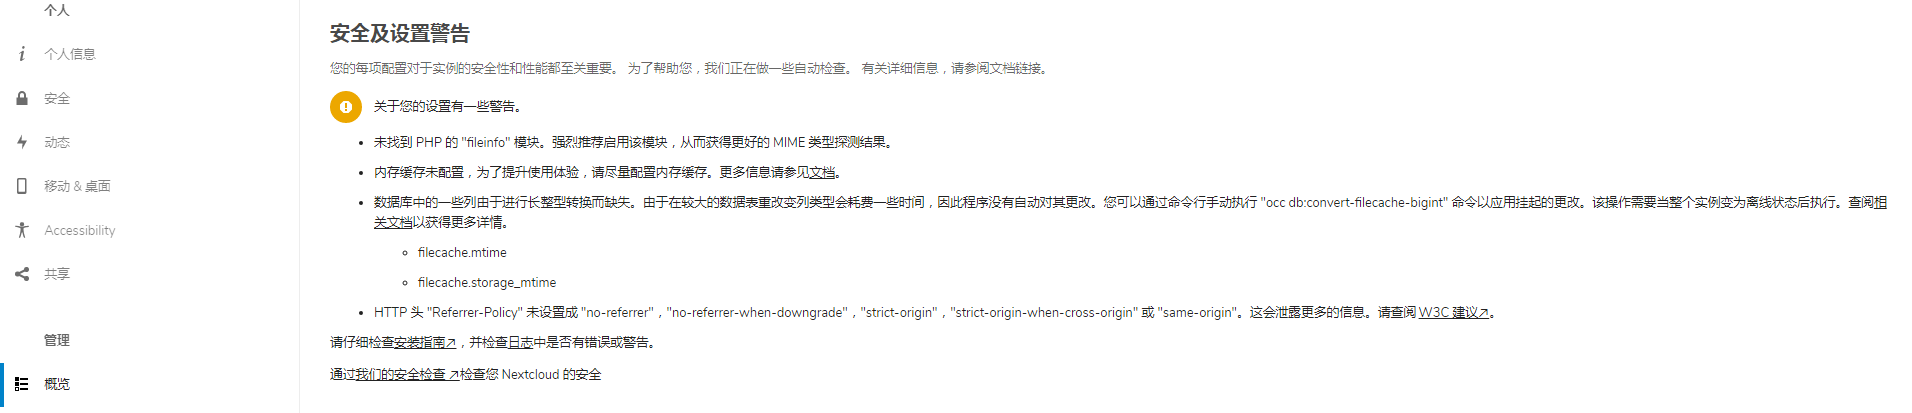 个人
个人信息
安全
动态
移动 & 桌面
Accessibility
共享
管理
概览
安全及设置警告
您的每项配置对于实例的安全性和性能都至关重要。 为了帮助您，我们正在做一些自动检查。 有关详细信息，请参阅文档链接。
关于您的设置有一些警告。
• 未找到 PHP 的 "fileinfo" 模块。强烈推荐启用该模块，从而获得更好的 MIME 类型探测结果。
• 内存缓存未配置，为了提升使用体验，请尽量配置内存缓存。更多信息请参见文档。
• 数据库中的一些列由于进行长整型转换而缺失。由于在较大的数据表重改变列类型会耗费一些时间，因此程序没有自动对其更改。您可以通过命令行手动执行 "occ db:convert-filecache-bigint" 命令以应用挂起的更改。该操作需要当整个实例变为离线状态后执行。查阅相
关文档以获得更多详情。
◦ filecache.mtime
◦ filecache.storage_mtime
• HTTP 头 "Referrer-Policy" 未设置成 "no-referrer"，"no-referrer-when-downgrade"，"strict-origin"，"strict-origin-when-cross-origin" 或 "same-origin"。这会泄露更多的信息。请查阅 W3C 建议↗。
请仔细检查安装指南↗，并检查日志中是否有错误或警告。
通过我们的安全检查 ↗检查您 Nextcloud 的安全